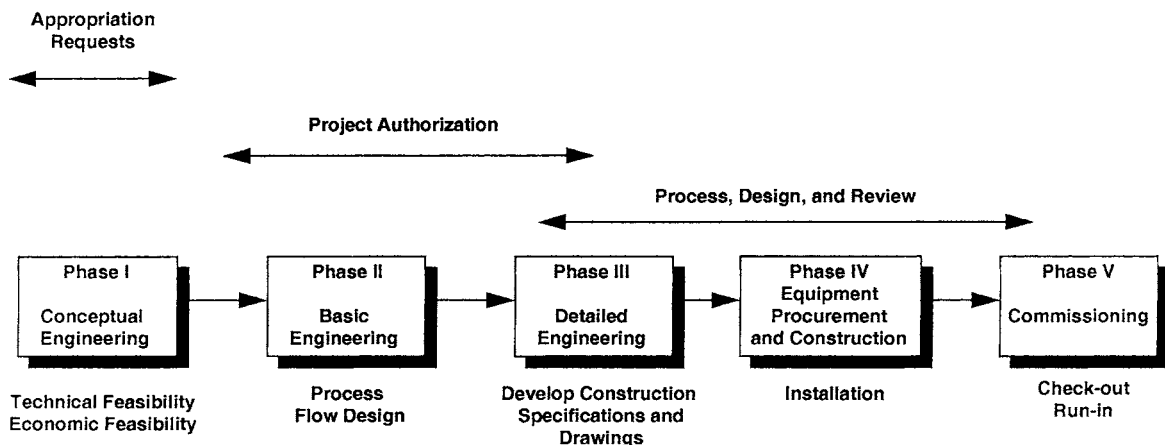 Appropriation
Requests
Project Authorization
Process, Design, and Review
Phase I
Conceptual
Engineering
Technical Feasibility
Economic Feasibility
Phase II
Basic
Engineering
Process
Flow Design
Phase III
Detailed
Engineering
Develop Construction
Specifications and
Drawings
Phase IV
Equipment
Procurement
and Construction
Installation
Phase V
Commissioning
Check-out
Run-in